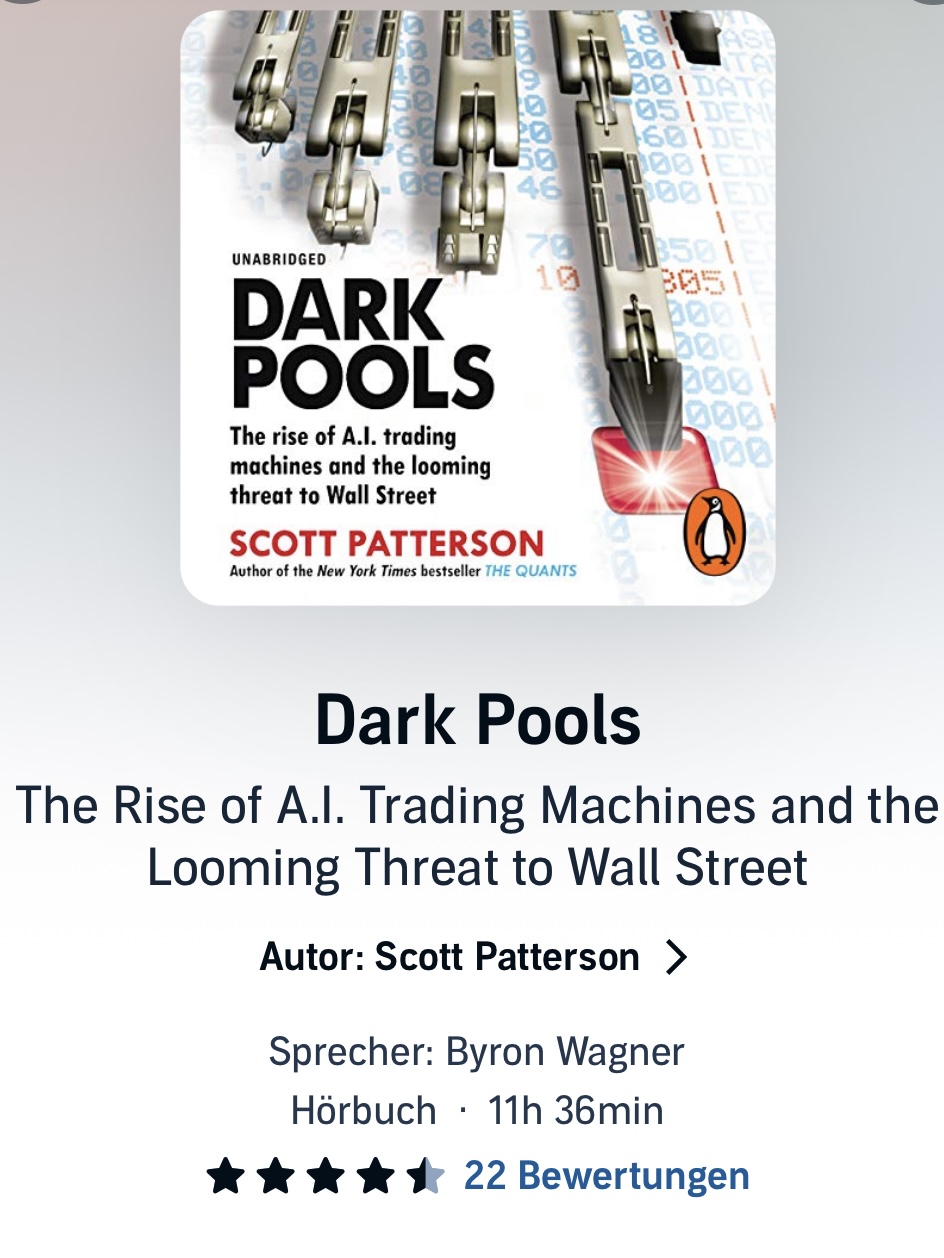 UNABRIDGED
DARK
POOLS
The rise of A.I. trading
machines and the looming
threat to Wall Street
SCOTT PATTERSON
Author of the New York Times bestseller THE QUANTS
Dark Pools
The Rise of A.I. Trading Machines and the
Looming Threat to Wall Street
Autor: Scott Patterson
Sprecher: Byron Wagner
Hörbuch · 11h 36min
22 Bewertungen